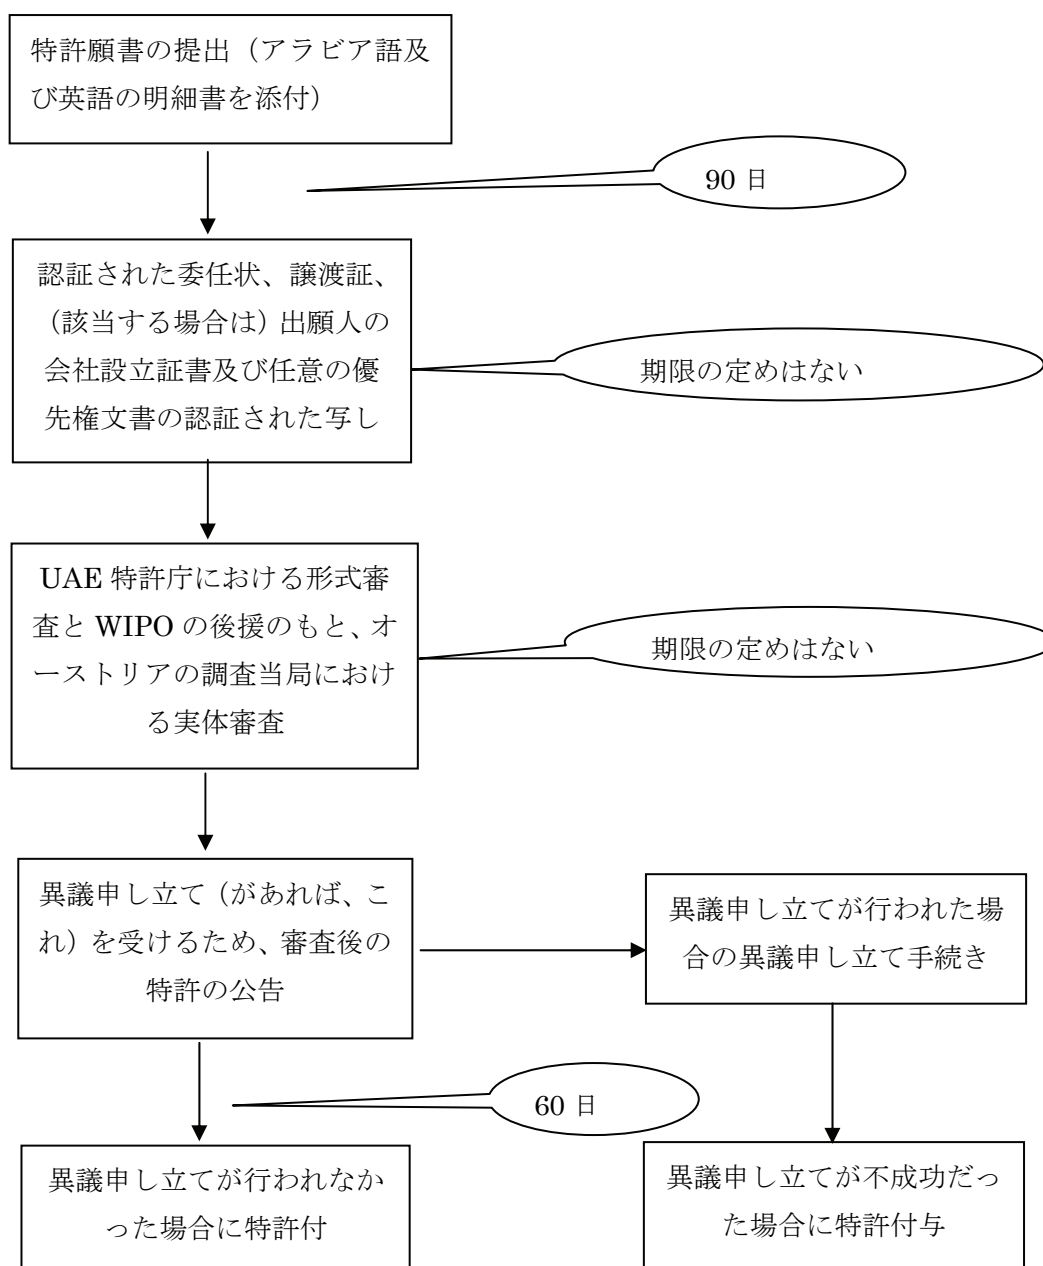 特許願書の提出（アラビア語及
び英語の明細書を添付）
90 日
認証された委任状、譲渡証、
（該当する場合は）出願人の
会社設立証書及び任意の優
先権文書の認証された写し
期限の定めはない
UAE 特許庁における形式審
査と WIPO の後援のもと、オ
ーストリアの調査当局におけ
る実体審査
期限の定めはない
異議申し立て（があれば、こ
れ）を受けるため、審査後の
特許の公告
異議申し立てが行われた場
合の異議申し立て手続き
60 日
異議申し立てが行われなか
った場合に特許付
異議申し立てが不成功だっ
た場合に特許付与